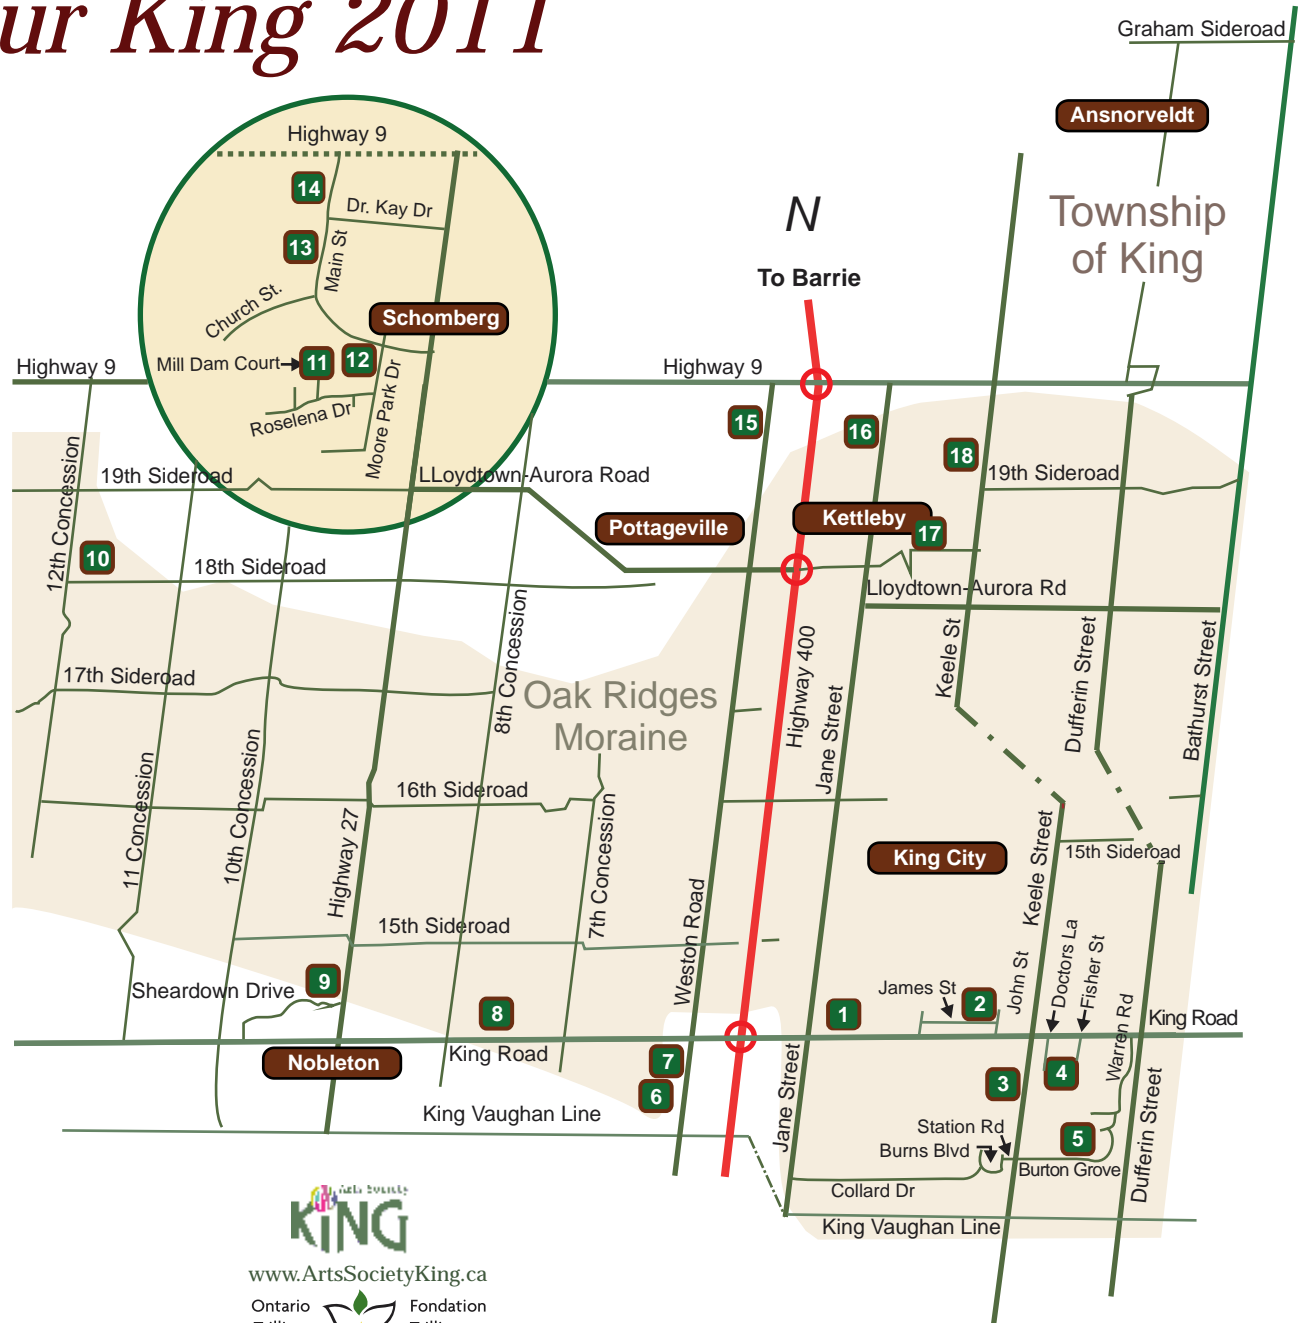 ur King 2011
Graham Sideroad
Ansnorveldt
Township
of King
N
To Barrie
Highway 9
14
Dr. Kay Dr
13
Main St
Church St.
Schomberg
Mill Dam Court
11
12
Roselena Dr
Moore Park Dr
Highway 9
Highway 9
15
16
18
19th Sideroad
LLoydtown-Aurora Road
19th Sideroad
12th Concession
Pottageville
Kettleby
17
10
18th Sideroad
Lloydtown-Aurora Rd
8th Concession
Highway 400
Keele St
Dufferin Street
Bathurst Street
17th Sideroad
Oak Ridges
Moraine
Jane Street
11 Concession
10th Concession
16th Sideroad
Highway 27
7th Concession
King City
Keele Street
15th Sideroad
15th Sideroad
Weston Road
Doctors La
Fisher St
John St
Sheardown Drive
9
8
1
James St
2
Warren Rd
King Road
Nobleton
King Road
7
6
Jane Street
3
4
Dufferin Street
King Vaughan Line
Station Rd
Burns Blvd
5
Burton Grove
Collard Dr
King Vaughan Line
Arts Society
KiNG
www.ArtsSocietyKing.ca
Ontario
Fondation